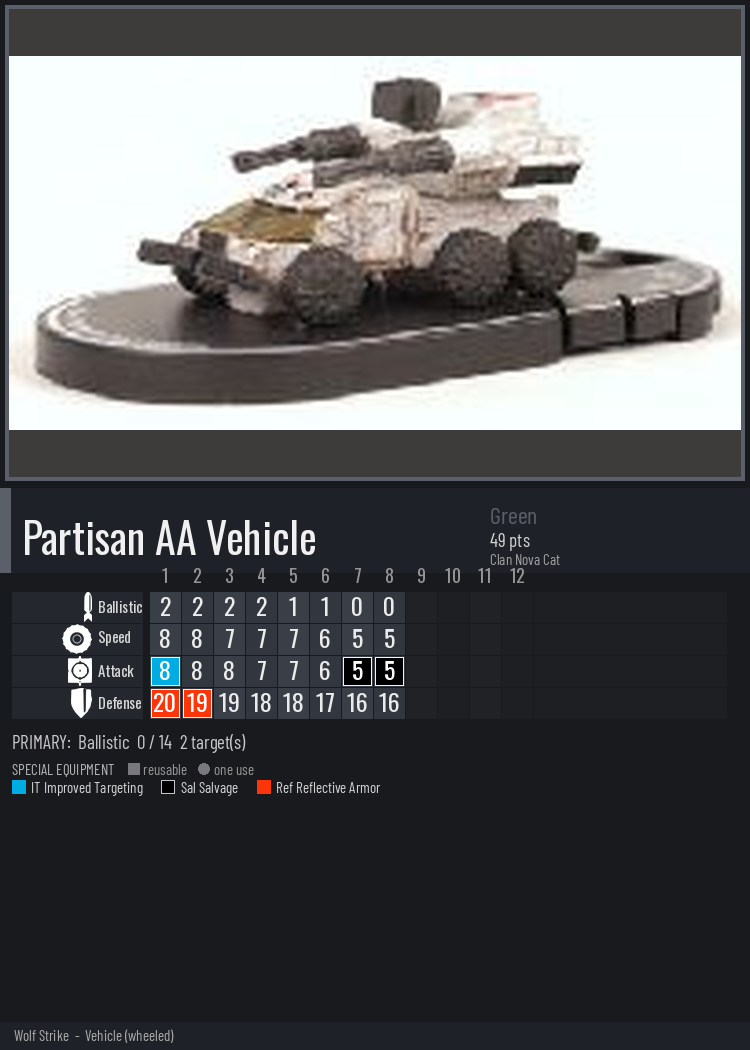 Partisan AA Vehicle
Green
49 pts
Clan Nova Cat
1 2 3 4 5 6 7 8 9 10 11 12
Ballistic 2 2 2 2 1 1 0 0
Speed 8 8 7 7 7 6 5 5
Attack 8 8 8 7 7 6 5 5
Defense 20 19 19 18 18 17 16 16
PRIMARY: Ballistic 0 / 14 2 target(s)
SPECIAL EQUIPMENT reusable one use
IT Improved Targeting Sal Salvage Ref Reflective Armor
Wolf Strike - Vehicle (wheeled)